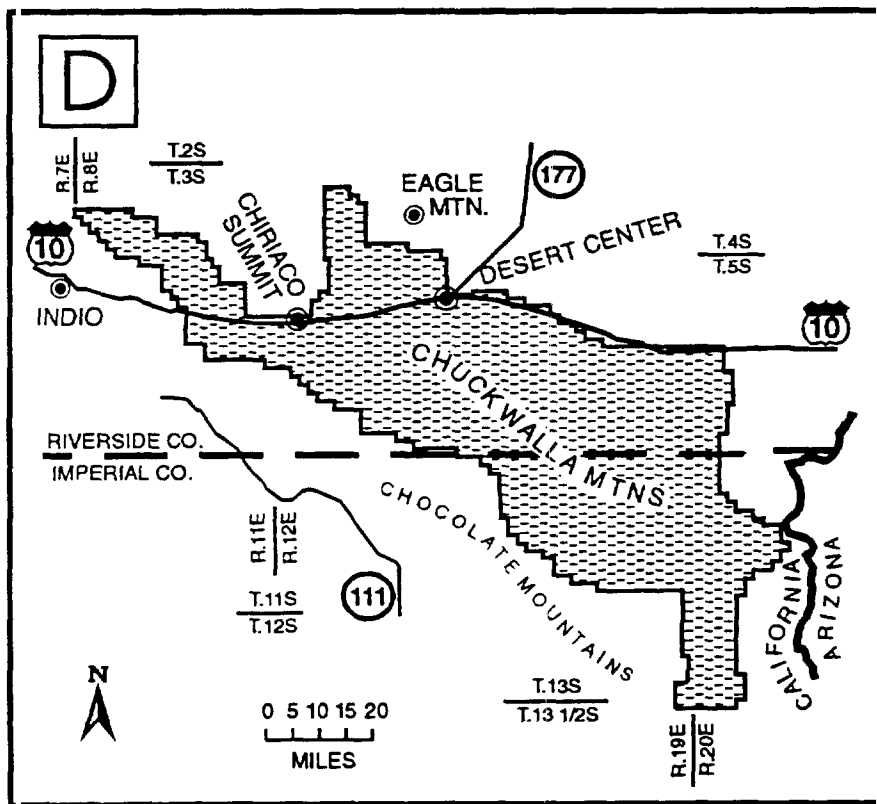 D
R.7E
R.8E
T.2S
T.3S
EAGLE
MTN.
177
CHIRIACO
SUMMIT
DESERT CENTER
T.4S
T.5S
10
INDIO
10
CHUCKWALLA MTNS
RIVERSIDE CO.
IMPERIAL CO.
CHOCOLATE MOUNTAINS
R.11E
R.12E
T.11S
T.12S
111
CALIFORNIA
ARIZONA
N
0 5 10 15 20
MILES
T.13S
T.13 1/2S
R.19E
R.20E